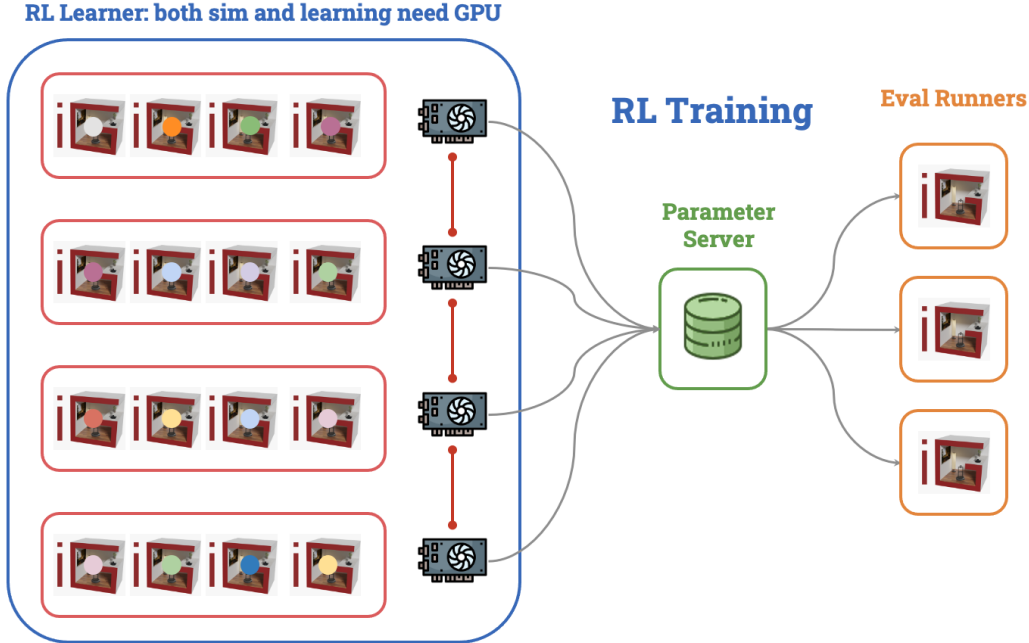 RL Learner: both sim and learning need GPU
RL Training
Eval Runners
Parameter
Server